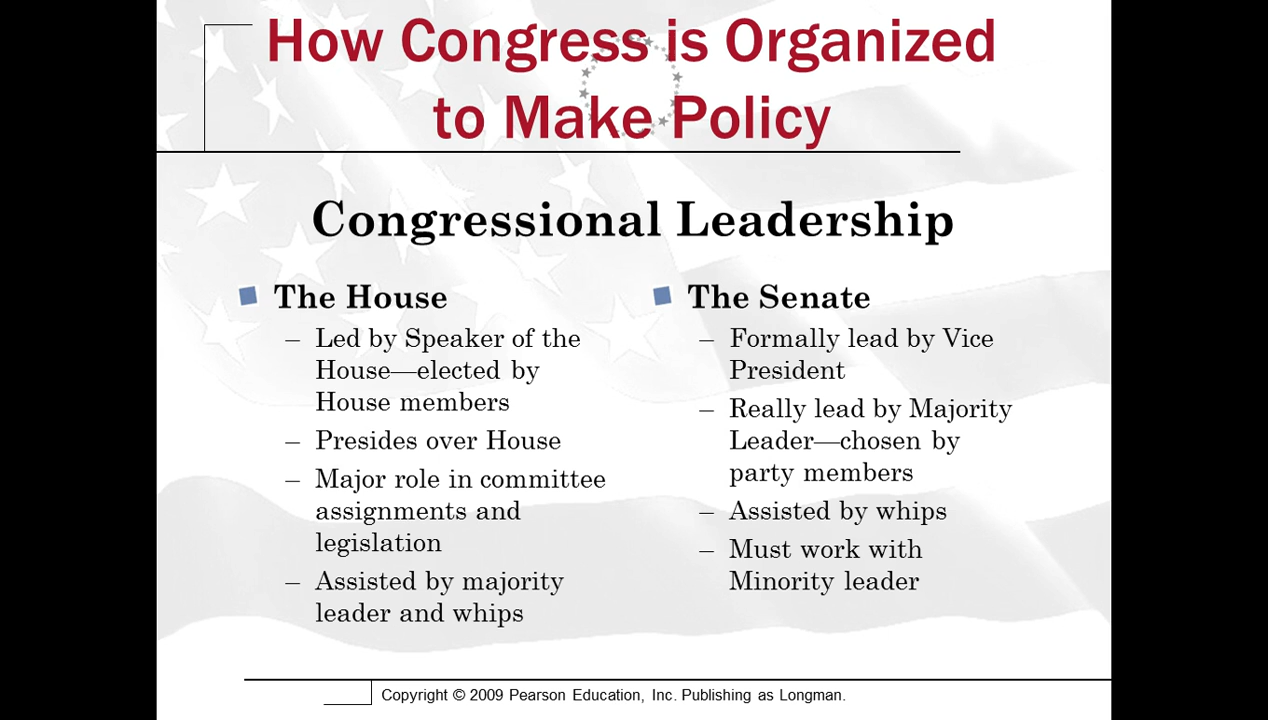 How Congress is Organized
to Make Policy
Congressional Leadership
The House
– Led by Speaker of the
House—elected by
House members
– Presides over House
– Major role in committee
assignments and
legislation
– Assisted by majority
leader and whips
The Senate
– Formally lead by Vice
President
– Really lead by Majority
Leader—chosen by
party members
– Assisted by whips
– Must work with
Minority leader
Copyright © 2009 Pearson Education, Inc. Publishing as Longman.